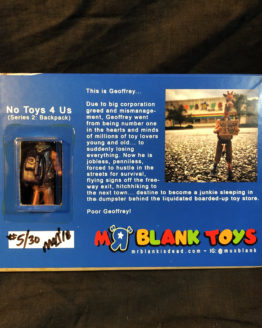 This is Geoffrey...
No Toys 4 Us
(Series 2: Backpack)
Due to big corporation
greed and mismanage-
ment, Geoffrey went
from being number one
in the hearts and minds
of millions of toy lovers
young and old... to
suddenly losing
everything. Now he is
jobless, penniless,
forced to hustle in the
streets for survival,
flying signs off the free-
way exit, hitchhiking to
the next town... destine to become a junkie sleeping in
the dumpster behind the liquidated boarded-up toy store.
Poor Geoffrey!
#5/30
MR BLANK TOYS
mrblankisdead.com - IG: @musblank